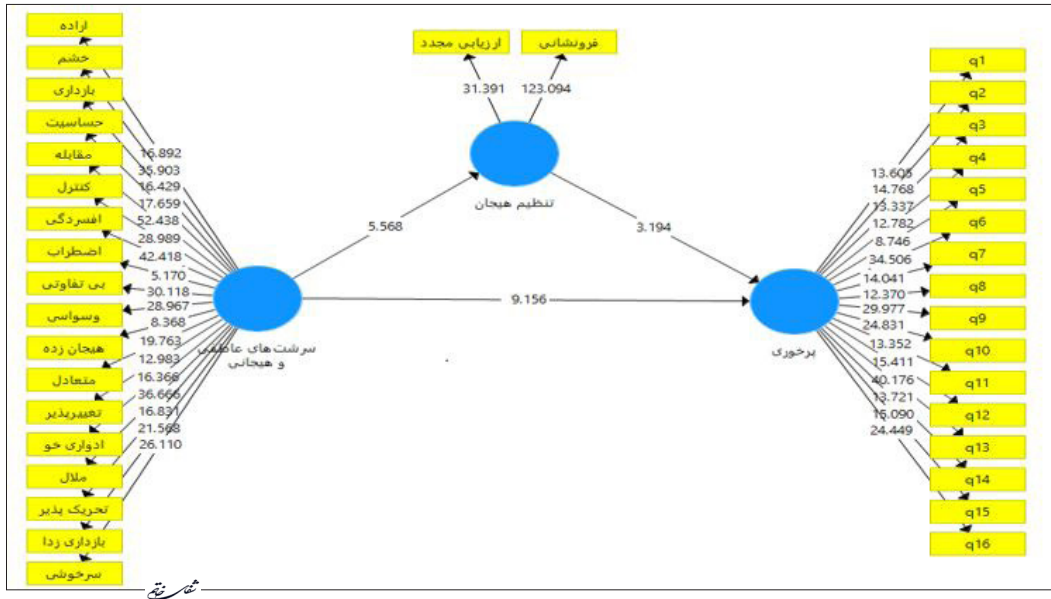 اراده
خشم
بازداری
حساسیت
مقابله
کنترل
افسردگی
اضطراب
بی تفاوتی
وسواسی
هیجان زده
متعادل
تغییرپذیر
ادواری خو
ملال
تحریک پذیر
بازداری زدا
سرخوشی
16.892
35.903
16.429
17.659
52.438
28.989
42.418
5.170
30.118
28.967
8.368
19.763
12.983
16.366
36.666
16.831
21.568
26.110
سرشت های عاطفی
و هیجانی
ارزیابی مجدد
فرونشانی
31.391
123.094
تنظیم هیجان
5.568
3.194
9.156
پرخوری
13.605
14.768
13.337
12.782
8.746
34.506
14.041
12.370
29.977
24.831
13.352
15.411
40.176
13.721
15.090
24.449
q1
q2
q3
q4
q5
q6
q7
q8
q9
q10
q11
q12
q13
q14
q15
q16
شفای خاتم